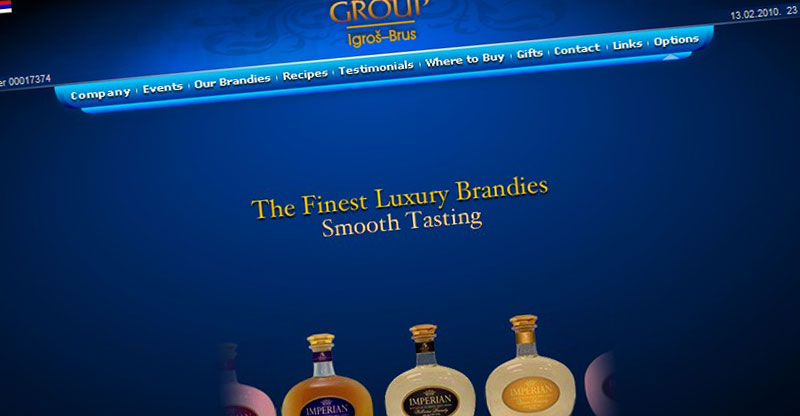 GROUP
Igroš–Brus
13.02.2010. 23
er 00017374
Company Events Our Brandies Recipes Testimonials Where to Buy Gifts Contact Links Options
The Finest Luxury Brandies
Smooth Tasting
IMPERIAN
IMPERIAN
IMPERIAN